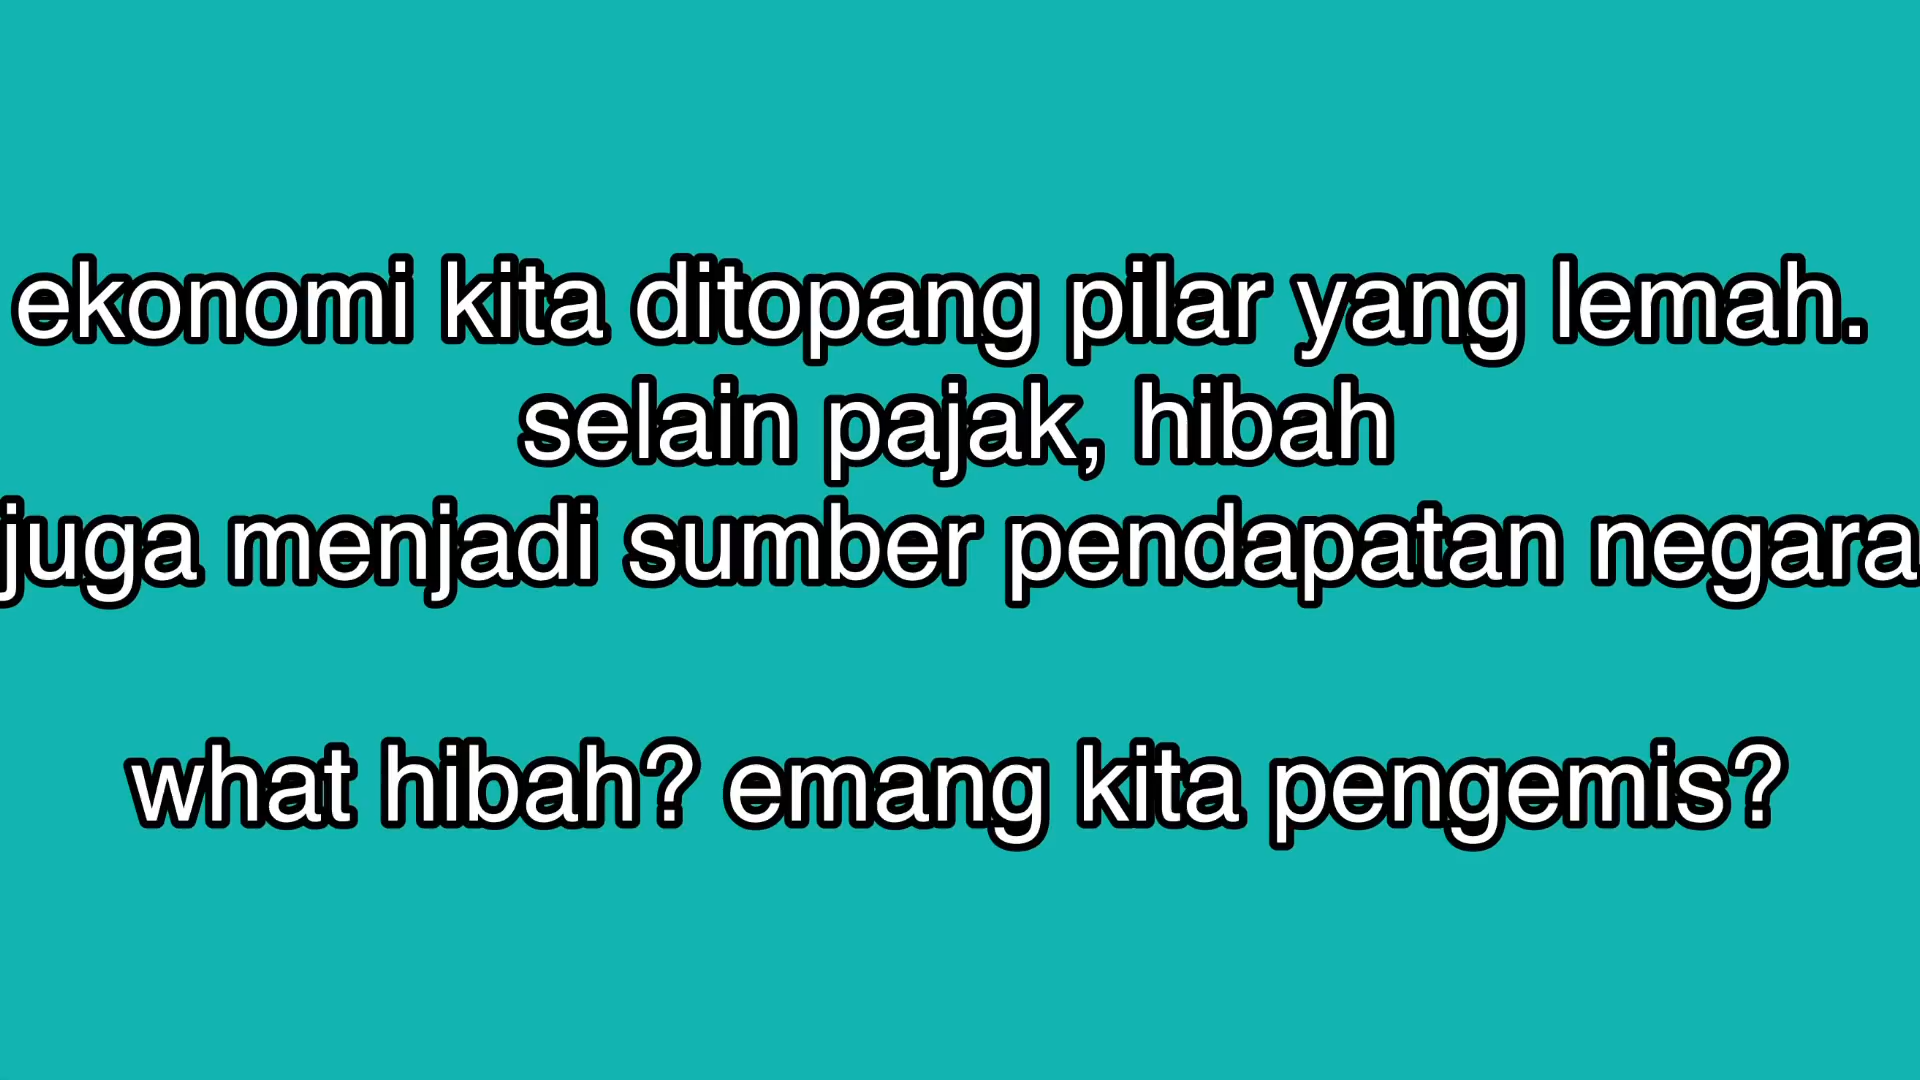 ekonomi kita ditopang pilar yang lemah.
selain pajak, hibah
juga menjadi sumber pendapatan negara
what hibah? emang kita pengemis?